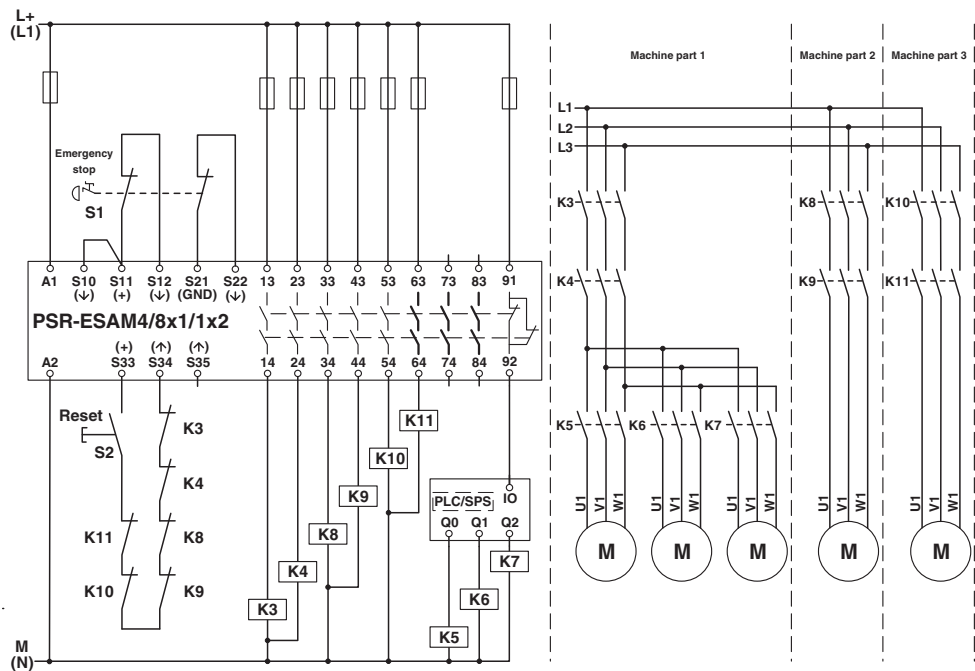 L+
(L1)
Machine part 1
Machine part 2
Machine part 3
L1
L2
L3
Emergency
stop
S1
K3
K8
K10
A1 S10 S11 S12 S21 S22 13 23 33 43 53 63 73 83 91
(↓) (+) (↓) (GND) (↓)
K4
K9
K11
PSR-ESAM4/8x1/1x2
(+) (↑) (↑)
A2 S33 S34 S35 14 24 34 44 54 64 74 84 92
Reset
S2
K3
K11
K5
K6
K7
K10
K4
K9
PLC/SPS
IO
Q0 Q1 Q2
U1 V1 W1
U1 V1 W1
U1 V1 W1
U1 V1 W1
U1 V1 W1
K11
K8
K8
K7
M
M
M
M
M
K4
K10
K9
K6
K3
K5
M
(N)